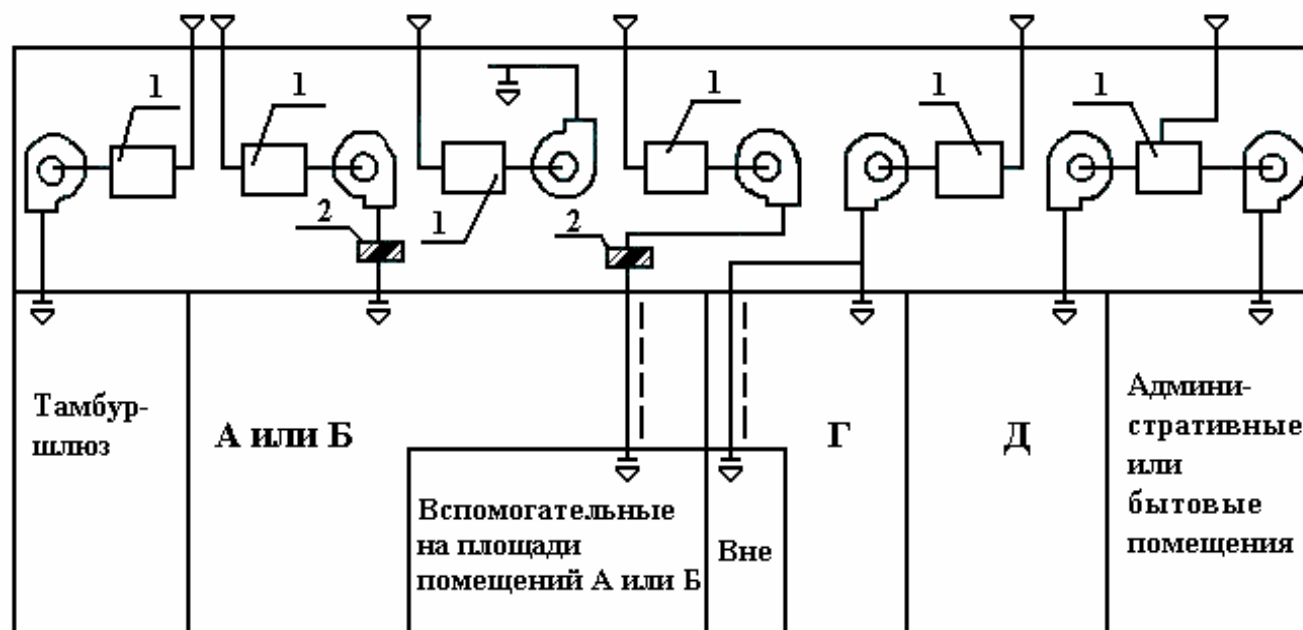 1
1
1
1
1
1
2
2
Тамбур-
шлюз
А или Б
Вспомогательные
на площади
помещений А или Б
Вне
Г
Д
Админи-
стративные
или
бытовые
помещения